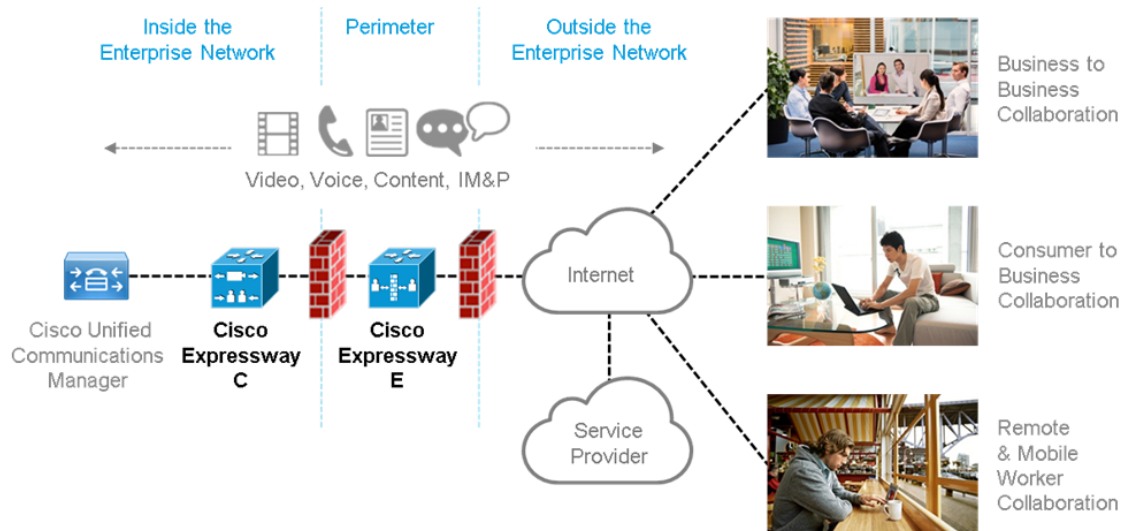 Inside the
Enterprise Network
Perimeter
Outside the
Enterprise Network
Video, Voice, Content, IM&P
Cisco Unified
Communications
Manager
Cisco
Expressway
C
Cisco
Expressway
E
Internet
Service
Provider
Business to
Business
Collaboration
Consumer to
Business
Collaboration
Remote
& Mobile
Worker
Collaboration